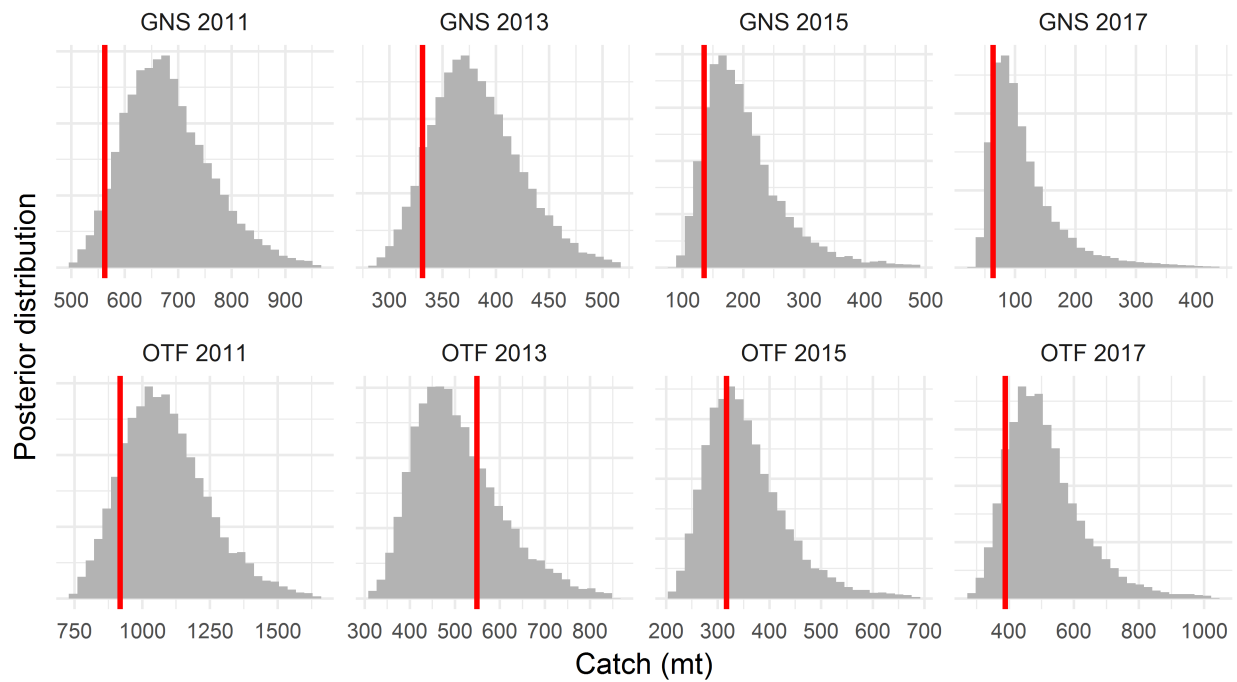 GNS 2011 GNS 2013 GNS 2015 GNS 2017
500 600 700 800 900 300 350 400 450 500 100 200 300 400 500 100 200 300 400
OTF 2011 OTF 2013 OTF 2015 OTF 2017
750 1000 1250 1500 300 400 500 600 700 800 200 300 400 500 600 700 400 600 800 1000
Catch (mt)
Posterior distribution